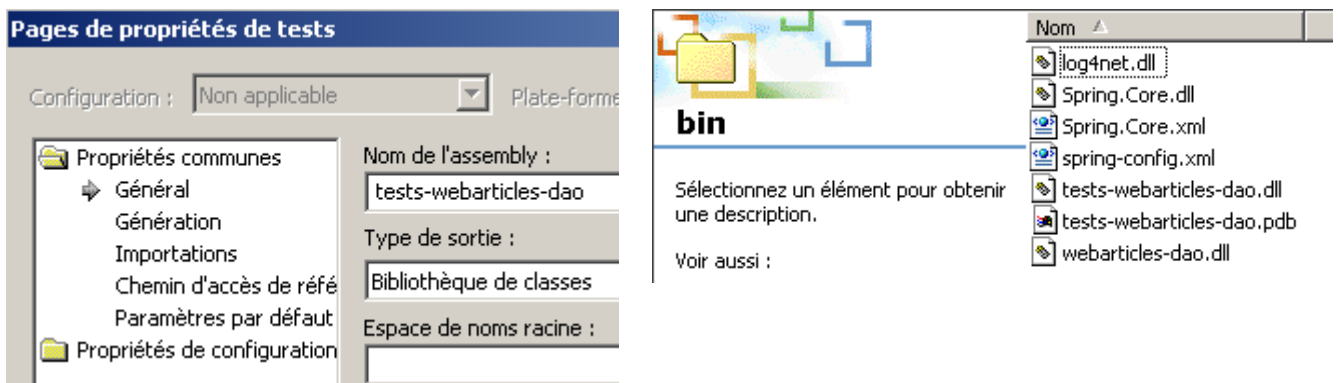 Pages de propriétés de tests
Configuration : Non applicable Plate-forme
Propriétés communes
Général
Génération
Importations
Chemin d'accès de réfé
Paramètres par défaut
Propriétés de configuration
Nom de l'assembly :
tests-webarticles-dao
Type de sortie :
Bibliothèque de classes
Espace de noms racine :
bin
Sélectionnez un élément pour obtenir
une description.
Voir aussi :
Nom
log4net.dll
Spring.Core.dll
Spring.Core.xml
spring-config.xml
tests-webarticles-dao.dll
tests-webarticles-dao.pdb
webarticles-dao.dll